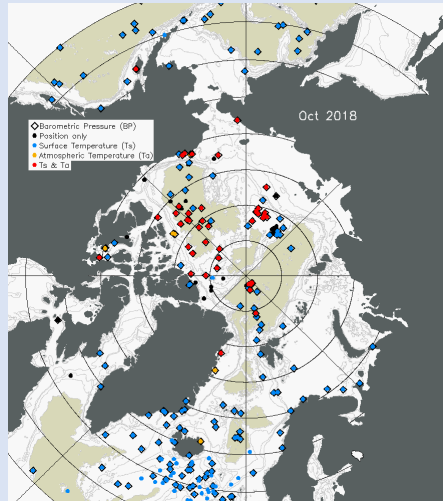 Oct 2018
Barometric Pressure (BP)
Position only
Surface Temperature (Ts)
Atmospheric Temperature (Ta)
Ts & Ta